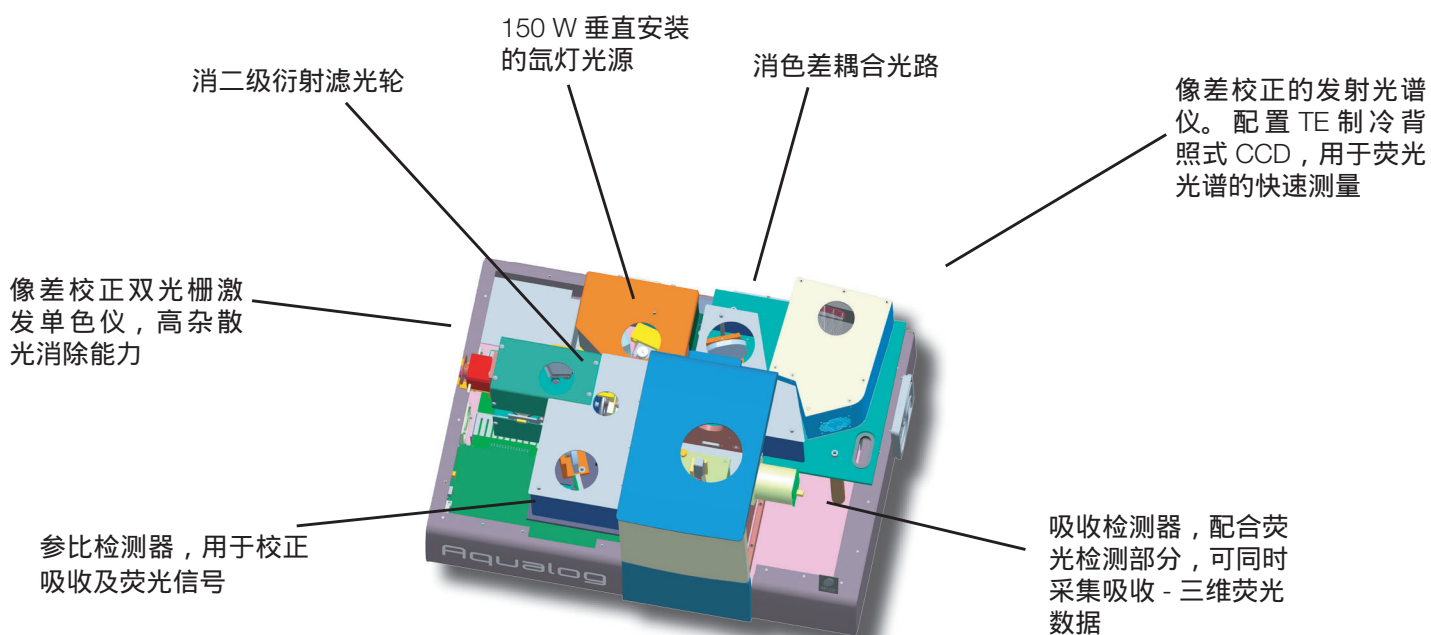 150 W 垂直安装
的氙灯光源
消二级衍射滤光轮
消色差耦合光路
像差校正的发射光谱
仪。配置 TE 制冷背
照式 CCD，用于荧光
光谱的快速测量
像差校正双光栅激
发单色仪，高杂散
光消除能力
参比检测器，用于校正
吸收及荧光信号
Aqualog
吸收检测器，配合荧
光检测部分，可同时
采集吸收 - 三维荧光
数据